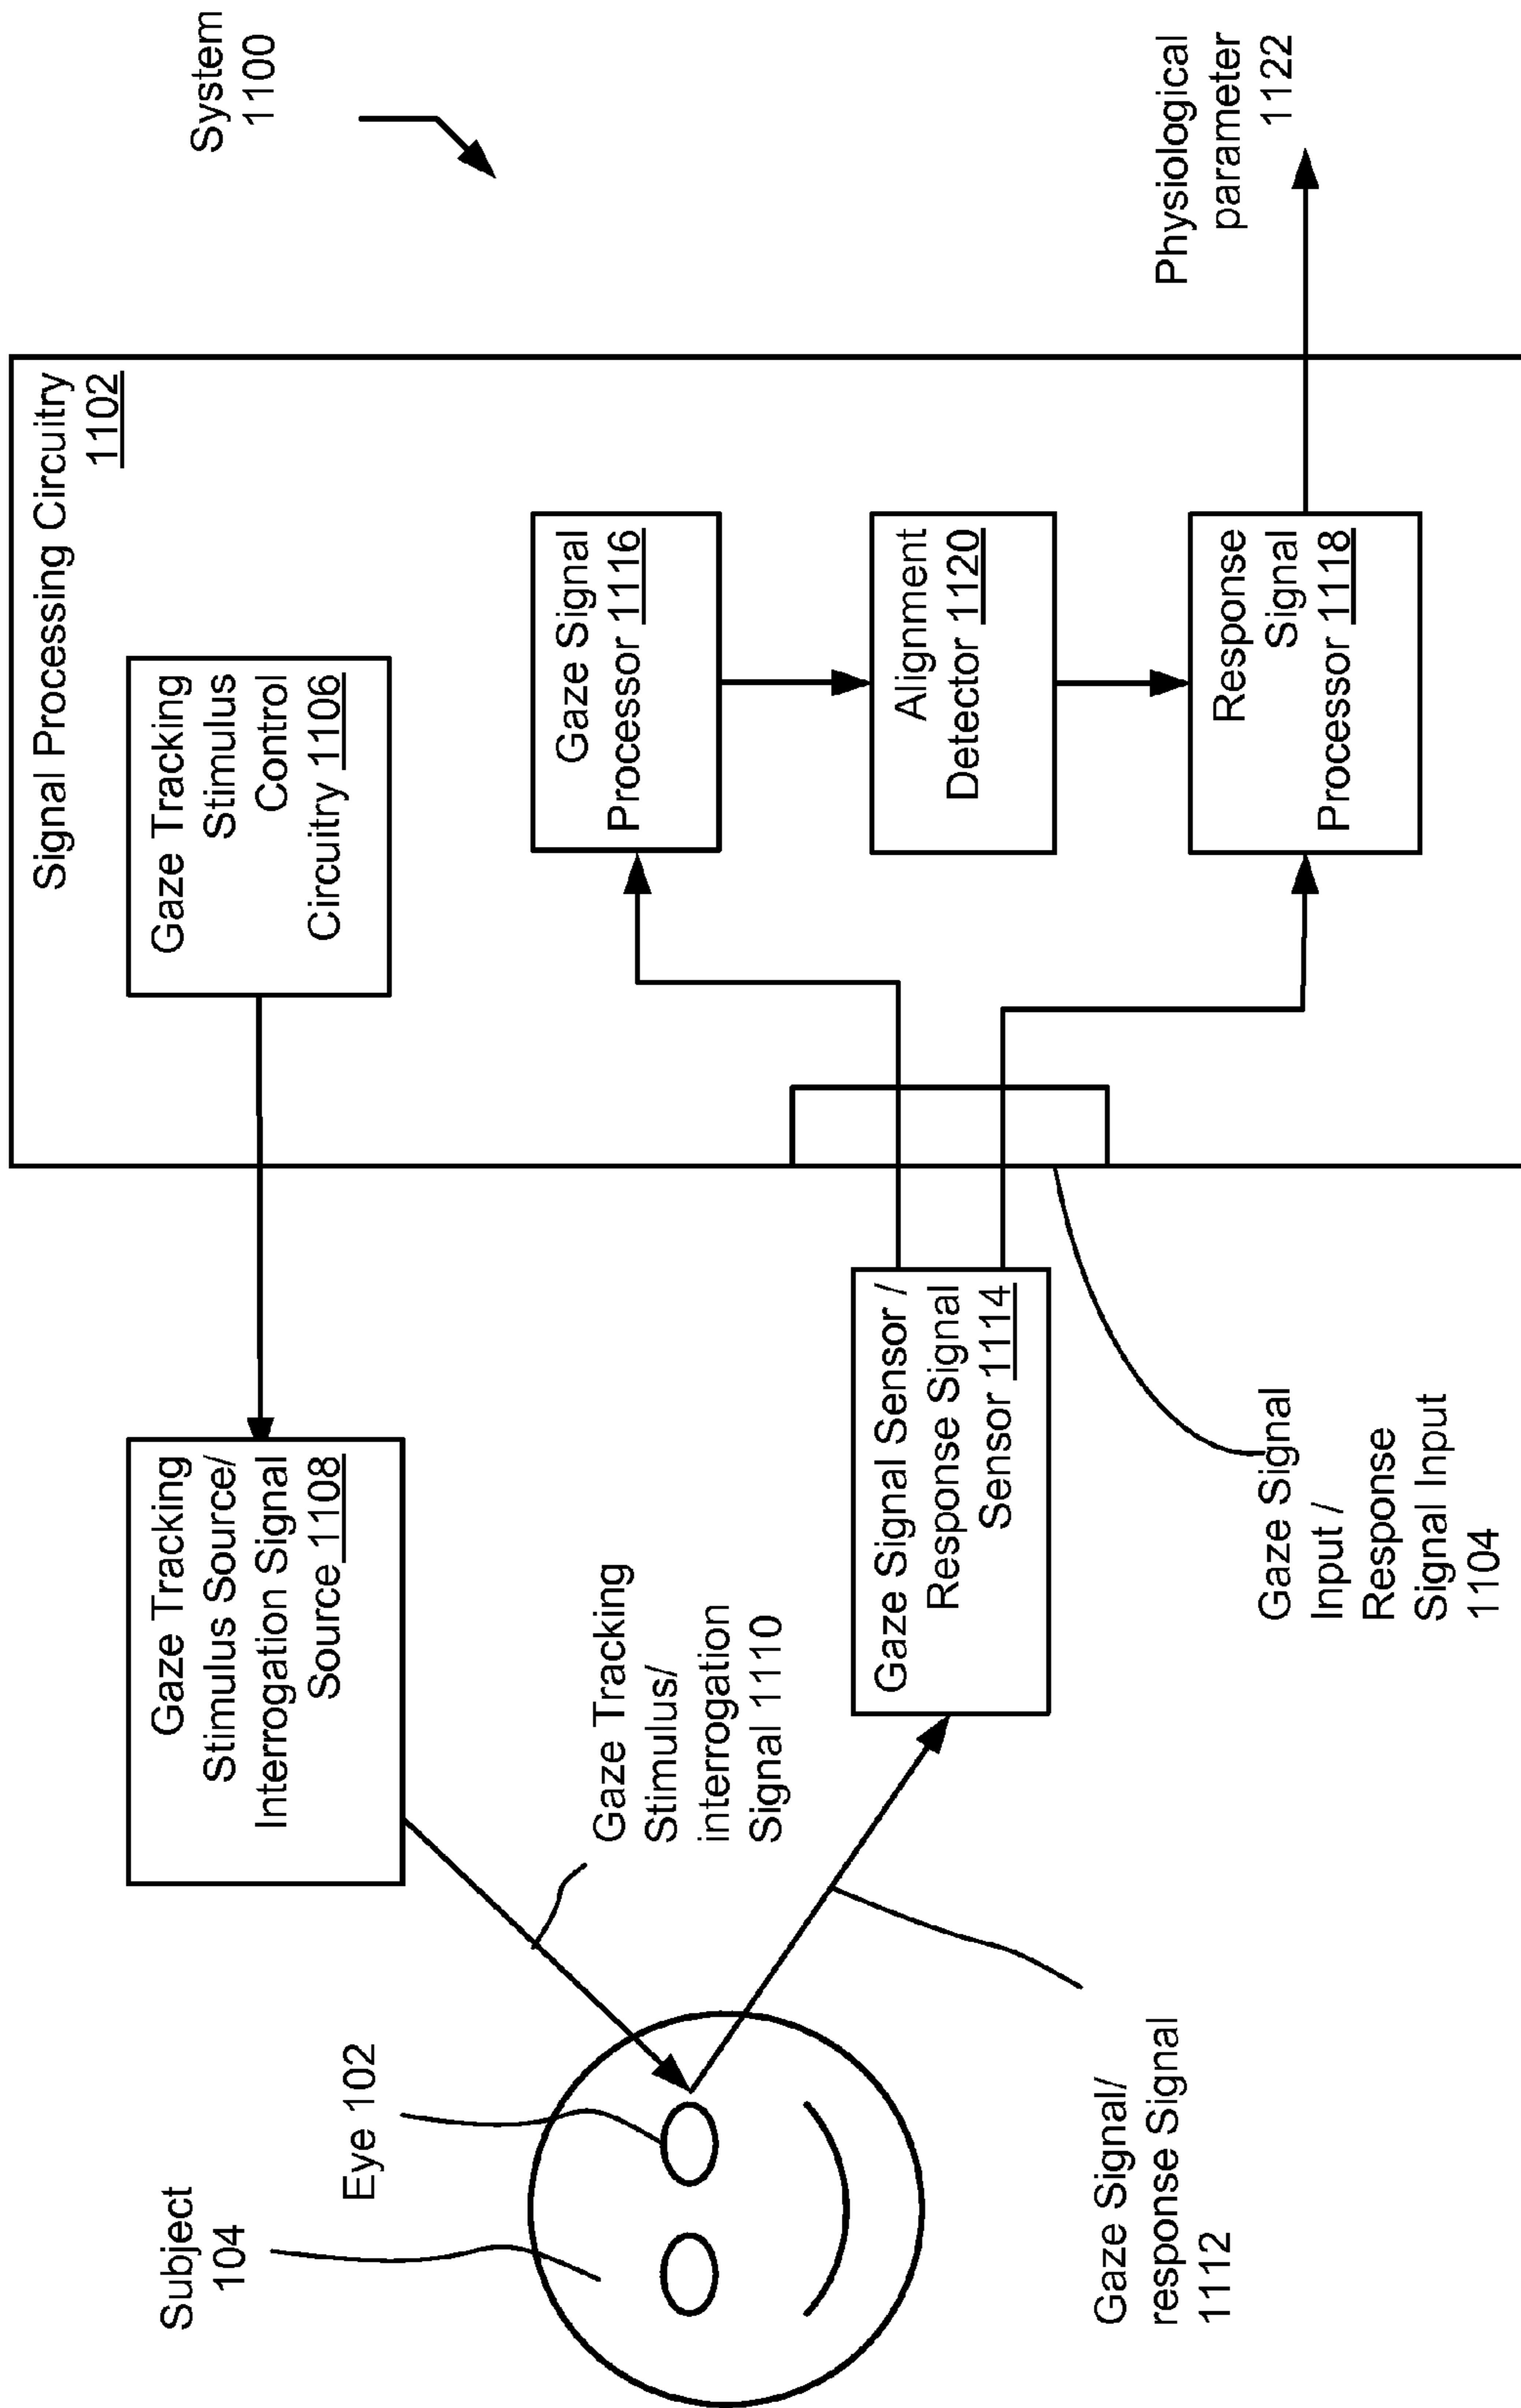 System
1100
Signal Processing Circuitry
1102
Gaze Tracking
Stimulus
Control
Circuitry 1106
Gaze Tracking
Stimulus Source/
Interrogation Signal
Source 1108
Subject
104
Eye 102
Gaze Tracking
Stimulus/
interrogation
Signal 1110
Gaze Signal/
response Signal
1112
Gaze Signal Sensor /
Response Signal
Sensor 1114
Gaze Signal
Input /
Response
Signal Input
1104
Gaze Signal
Processor 1116
Alignment
Detector 1120
Response
Signal
Processor 1118
Physiological
parameter
1122